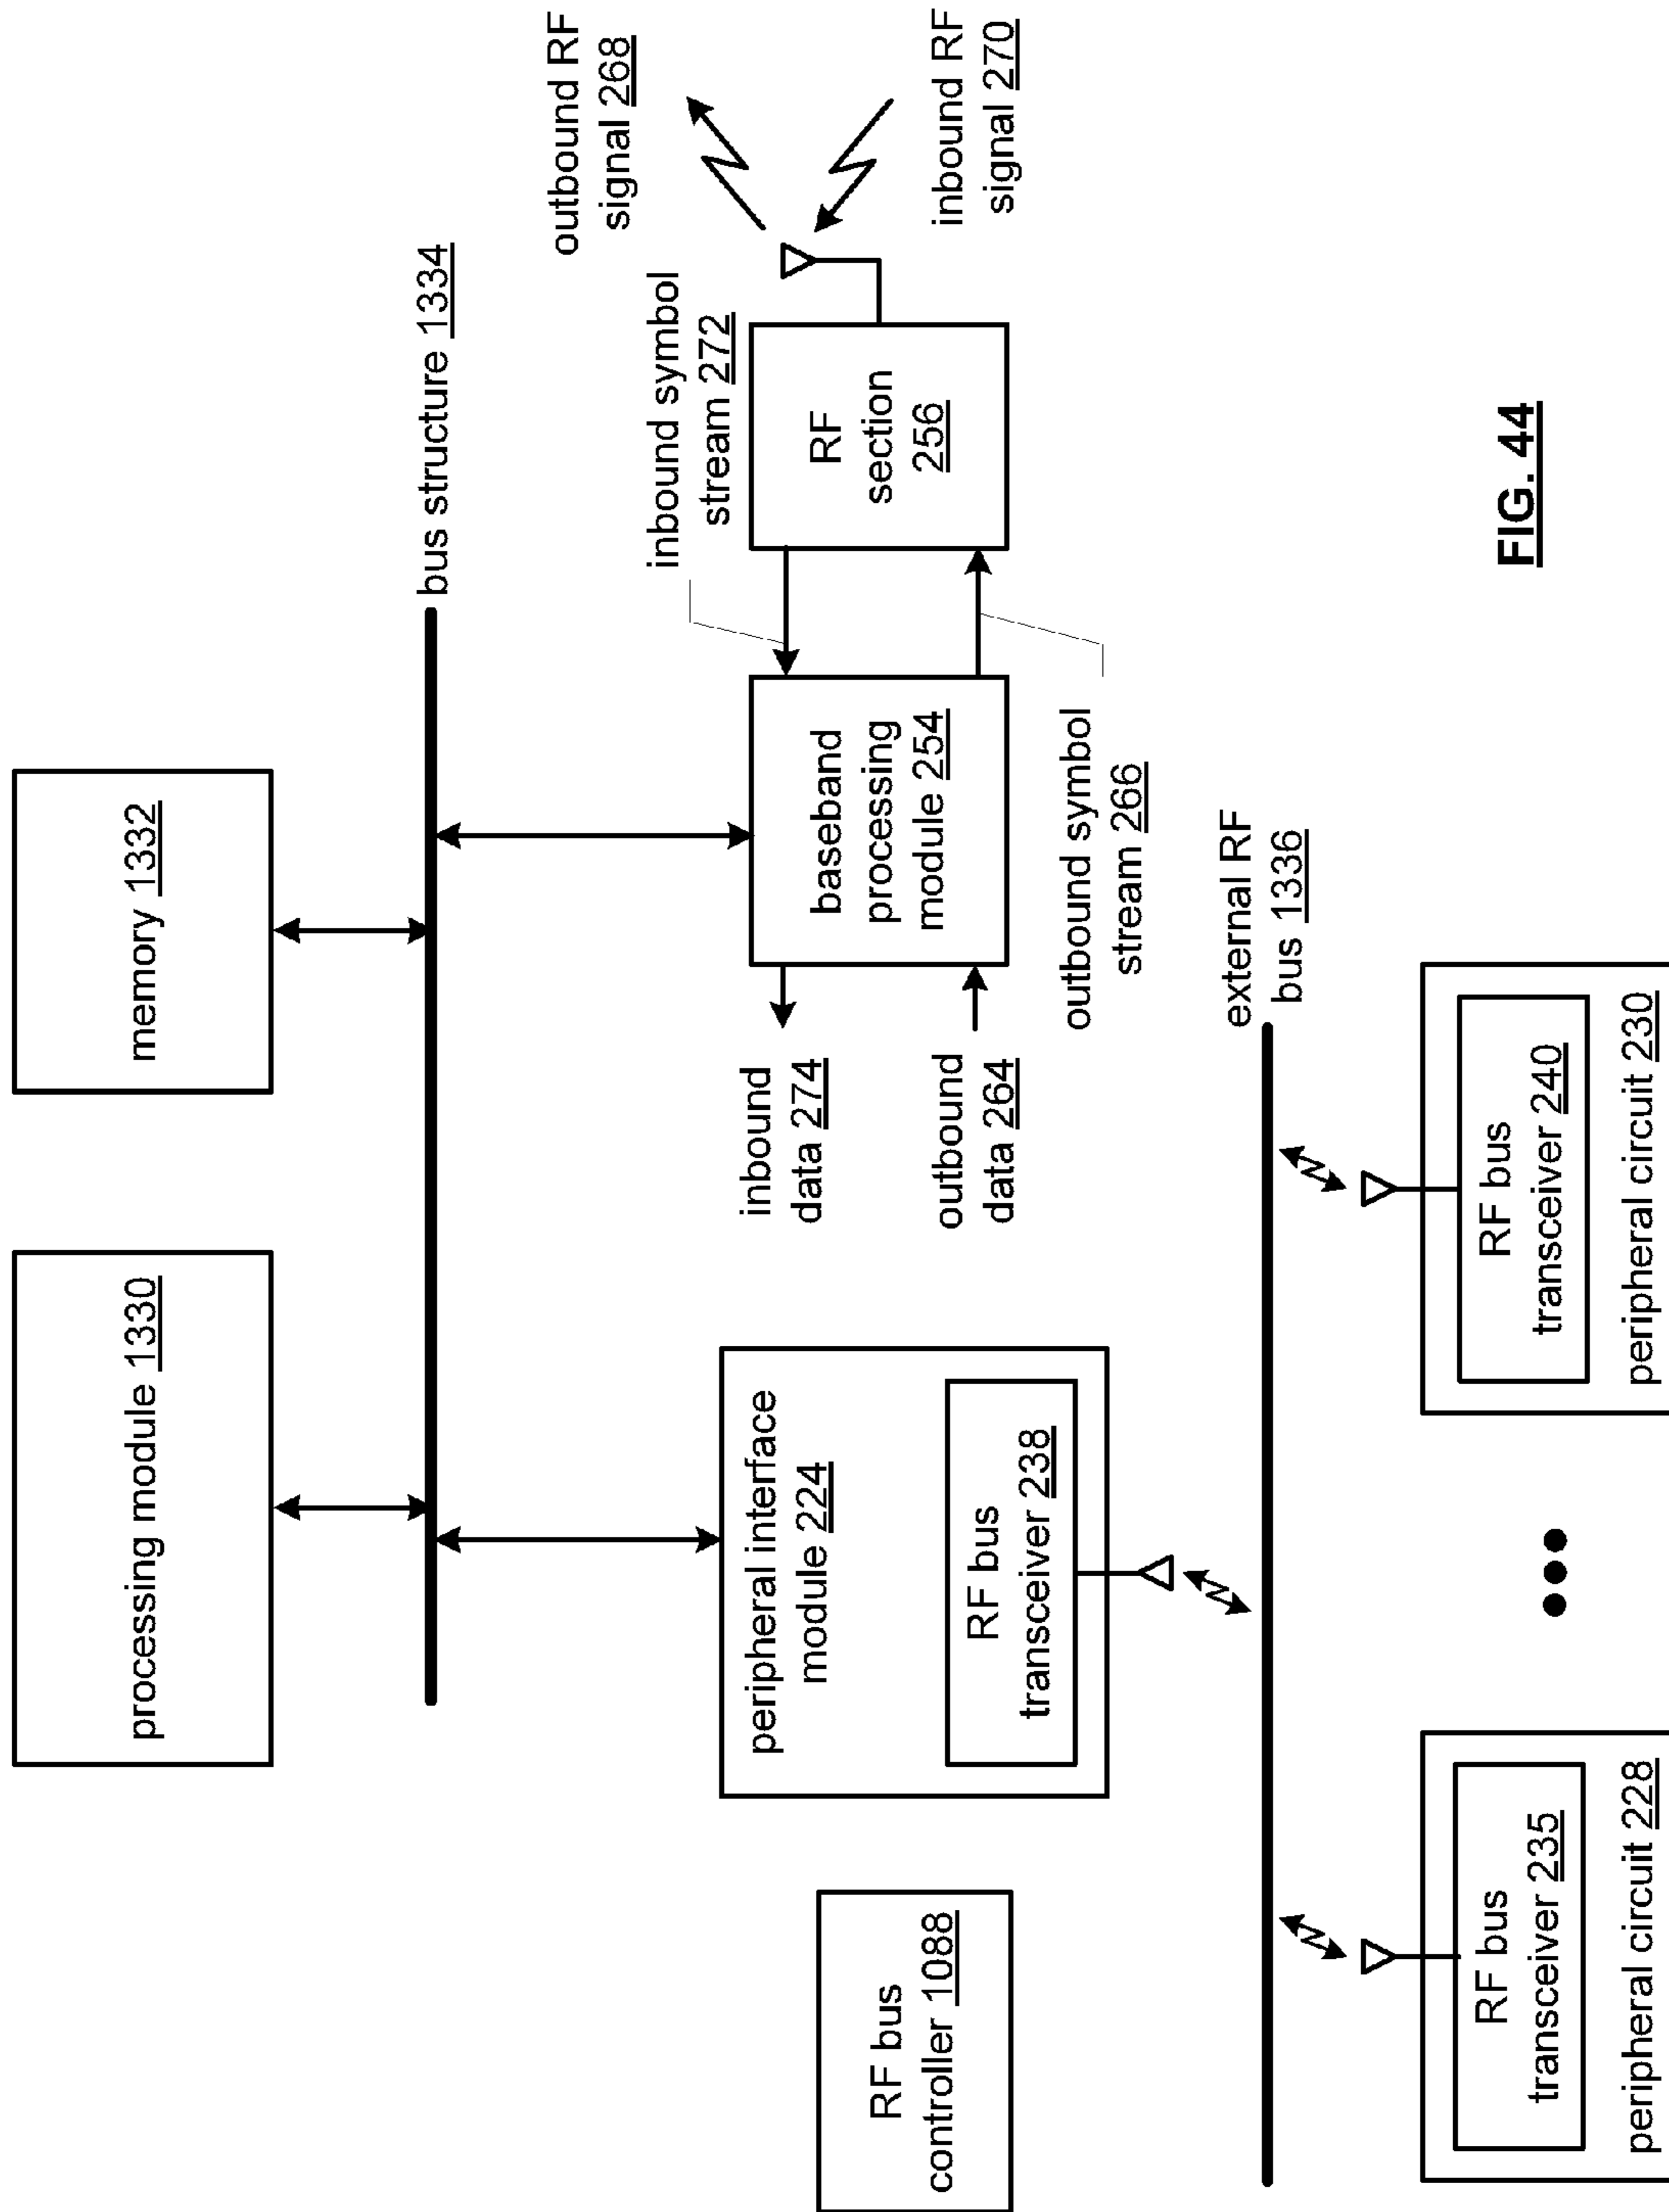 processing module 1330
memory 1332
bus structure 1334
outbound RF
signal 268
inbound RF
signal 270
inbound symbol
stream 272
RF
section
256
baseband
processing
module 254
inbound
data 274
outbound
data 264
outbound symbol
stream 266
peripheral interface
module 224
RF bus
transceiver 238
RF bus
controller 1088
external RF
bus 1336
RF bus
transceiver 235
peripheral circuit 228
RF bus
transceiver 240
peripheral circuit 230
FIG. 44